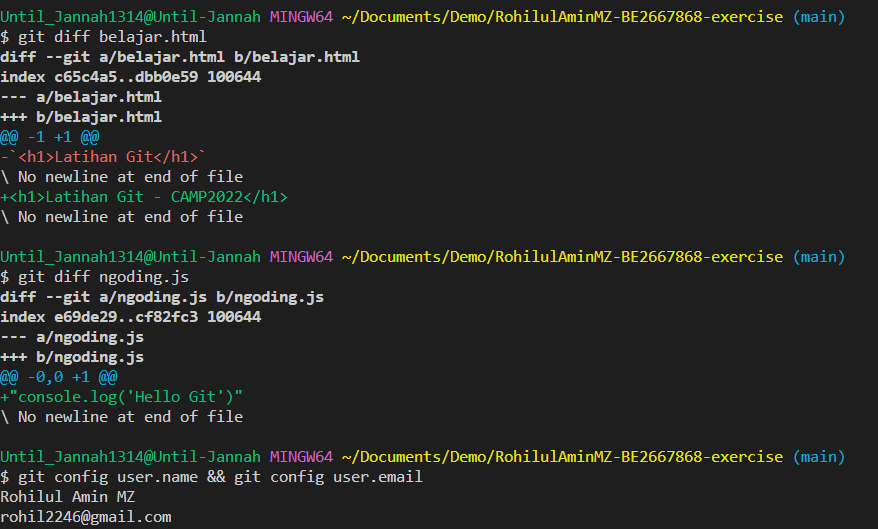 Until_Jannah1314@Until-Jannah MINGW64 ~/Documents/Demo/RohilulAminMZ-BE2667868-exercise (main)
$ git diff belajar.html
diff --git a/belajar.html b/belajar.html
index c65c4a5..dbb0e59 100644
--- a/belajar.html
+++ b/belajar.html
@@ -1 +1 @@
-`<h1>Latihan Git</h1>`
\ No newline at end of file
+<h1>Latihan Git - CAMP2022</h1>
\ No newline at end of file
Until_Jannah1314@Until-Jannah MINGW64 ~/Documents/Demo/RohilulAminMZ-BE2667868-exercise (main)
$ git diff ngoding.js
diff --git a/ngoding.js b/ngoding.js
index e69de29..cf82fc3 100644
--- a/ngoding.js
+++ b/ngoding.js
@@ -0,0 +1 @@
+"console.log('Hello Git')"
\ No newline at end of file
Until_Jannah1314@Until-Jannah MINGW64 ~/Documents/Demo/RohilulAminMZ-BE2667868-exercise (main)
$ git config user.name && git config user.email
Rohilul Amin MZ
rohil2246@gmail.com